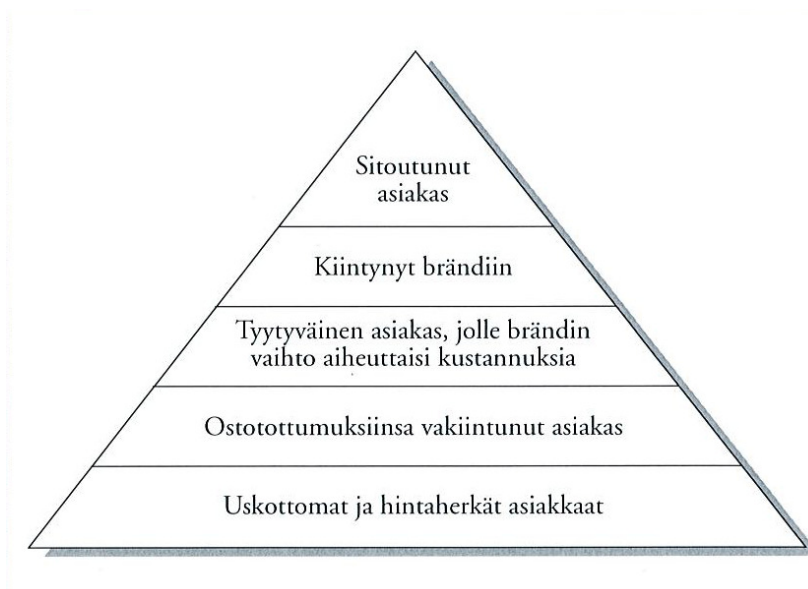 Sitoutunut
asiakas
Kiintynyt brändiin
Tyytyväinen asiakas, jolle brändin
vaihto aiheuttaisi kustannuksia
Ostotottumuksiinsa vakiintunut asiakas
Uskottomat ja hintaherkät asiakkaat